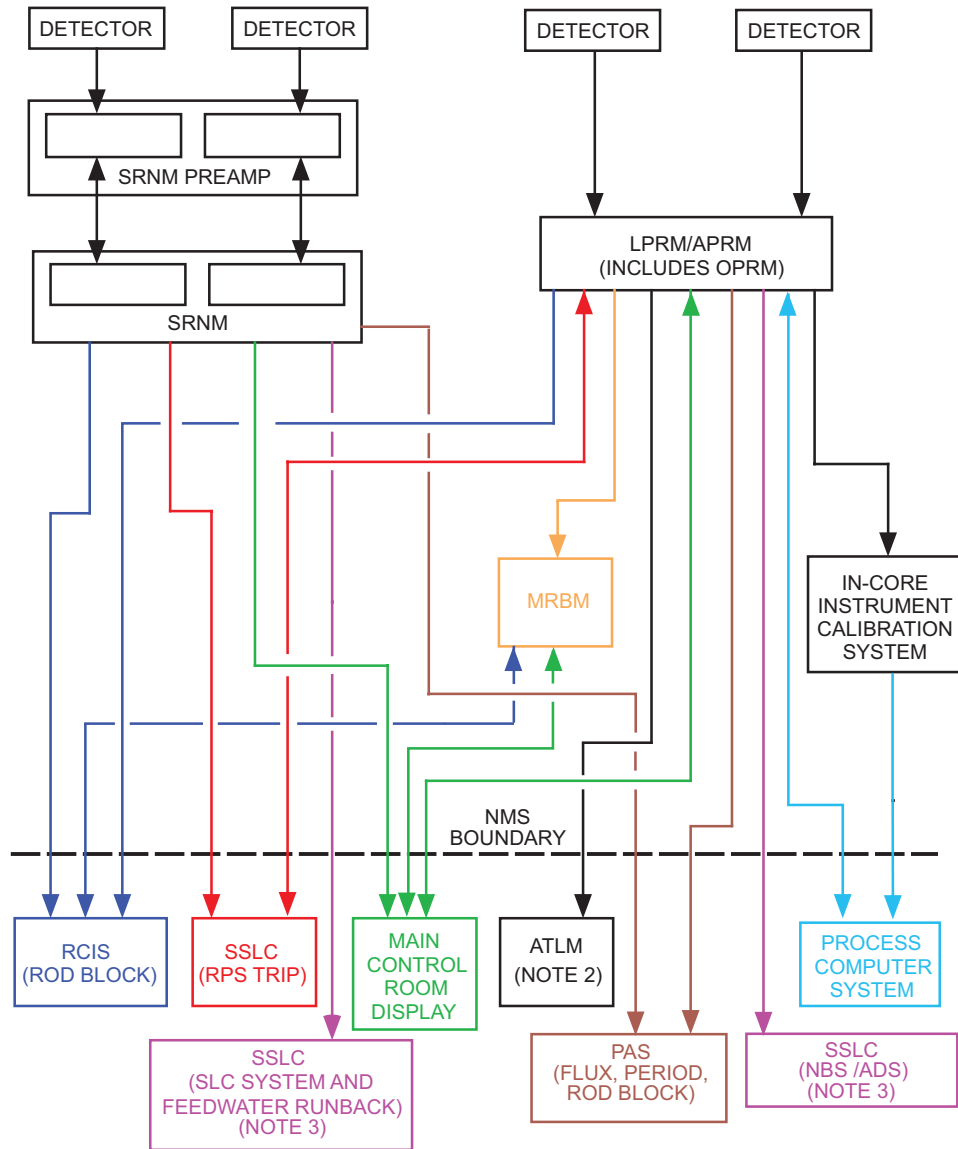 DETECTOR
DETECTOR
DETECTOR
DETECTOR
SRNM PREAMP
SRNM
LPRM/APRM
(INCLUDES OPRM)
MRBM
IN-CORE
INSTRUMENT
CALIBRATION
SYSTEM
NMS
BOUNDARY
RCIS
(ROD BLOCK)
SSLC
(RPS TRIP)
MAIN
CONTROL
ROOM
DISPLAY
ATLM
(NOTE 2)
PROCESS
COMPUTER
SYSTEM
SSLC
(SLC SYSTEM AND
FEEDWATER RUNBACK)
(NOTE 3)
PAS
(FLUX, PERIOD,
ROD BLOCK)
SSLC
(NBS /ADS)
(NOTE 3)